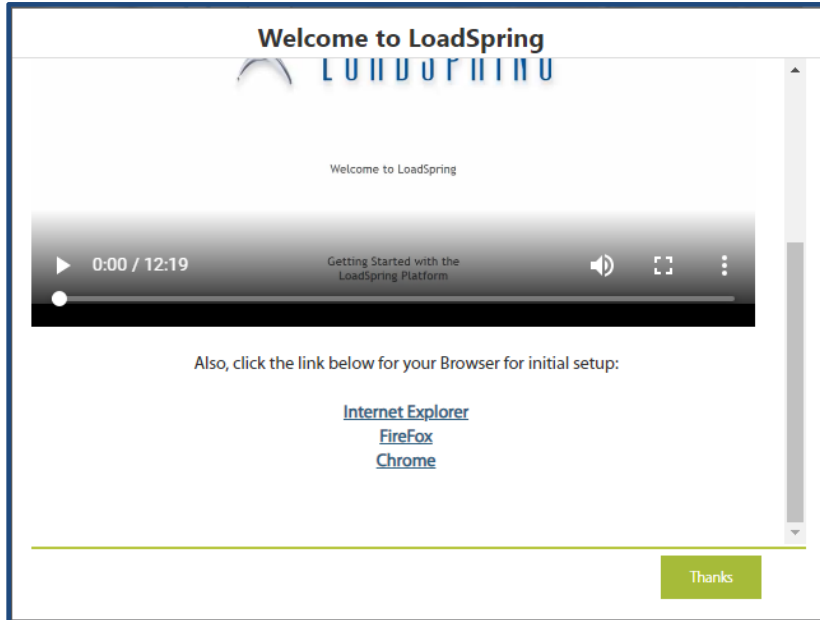 Welcome to LoadSpring
LOADSPRING
Welcome to LoadSpring
0:00 / 12:19
Getting Started with the
LoadSpring Platform
Also, click the link below for your Browser for initial setup:
Internet Explorer
FireFox
Chrome
Thanks